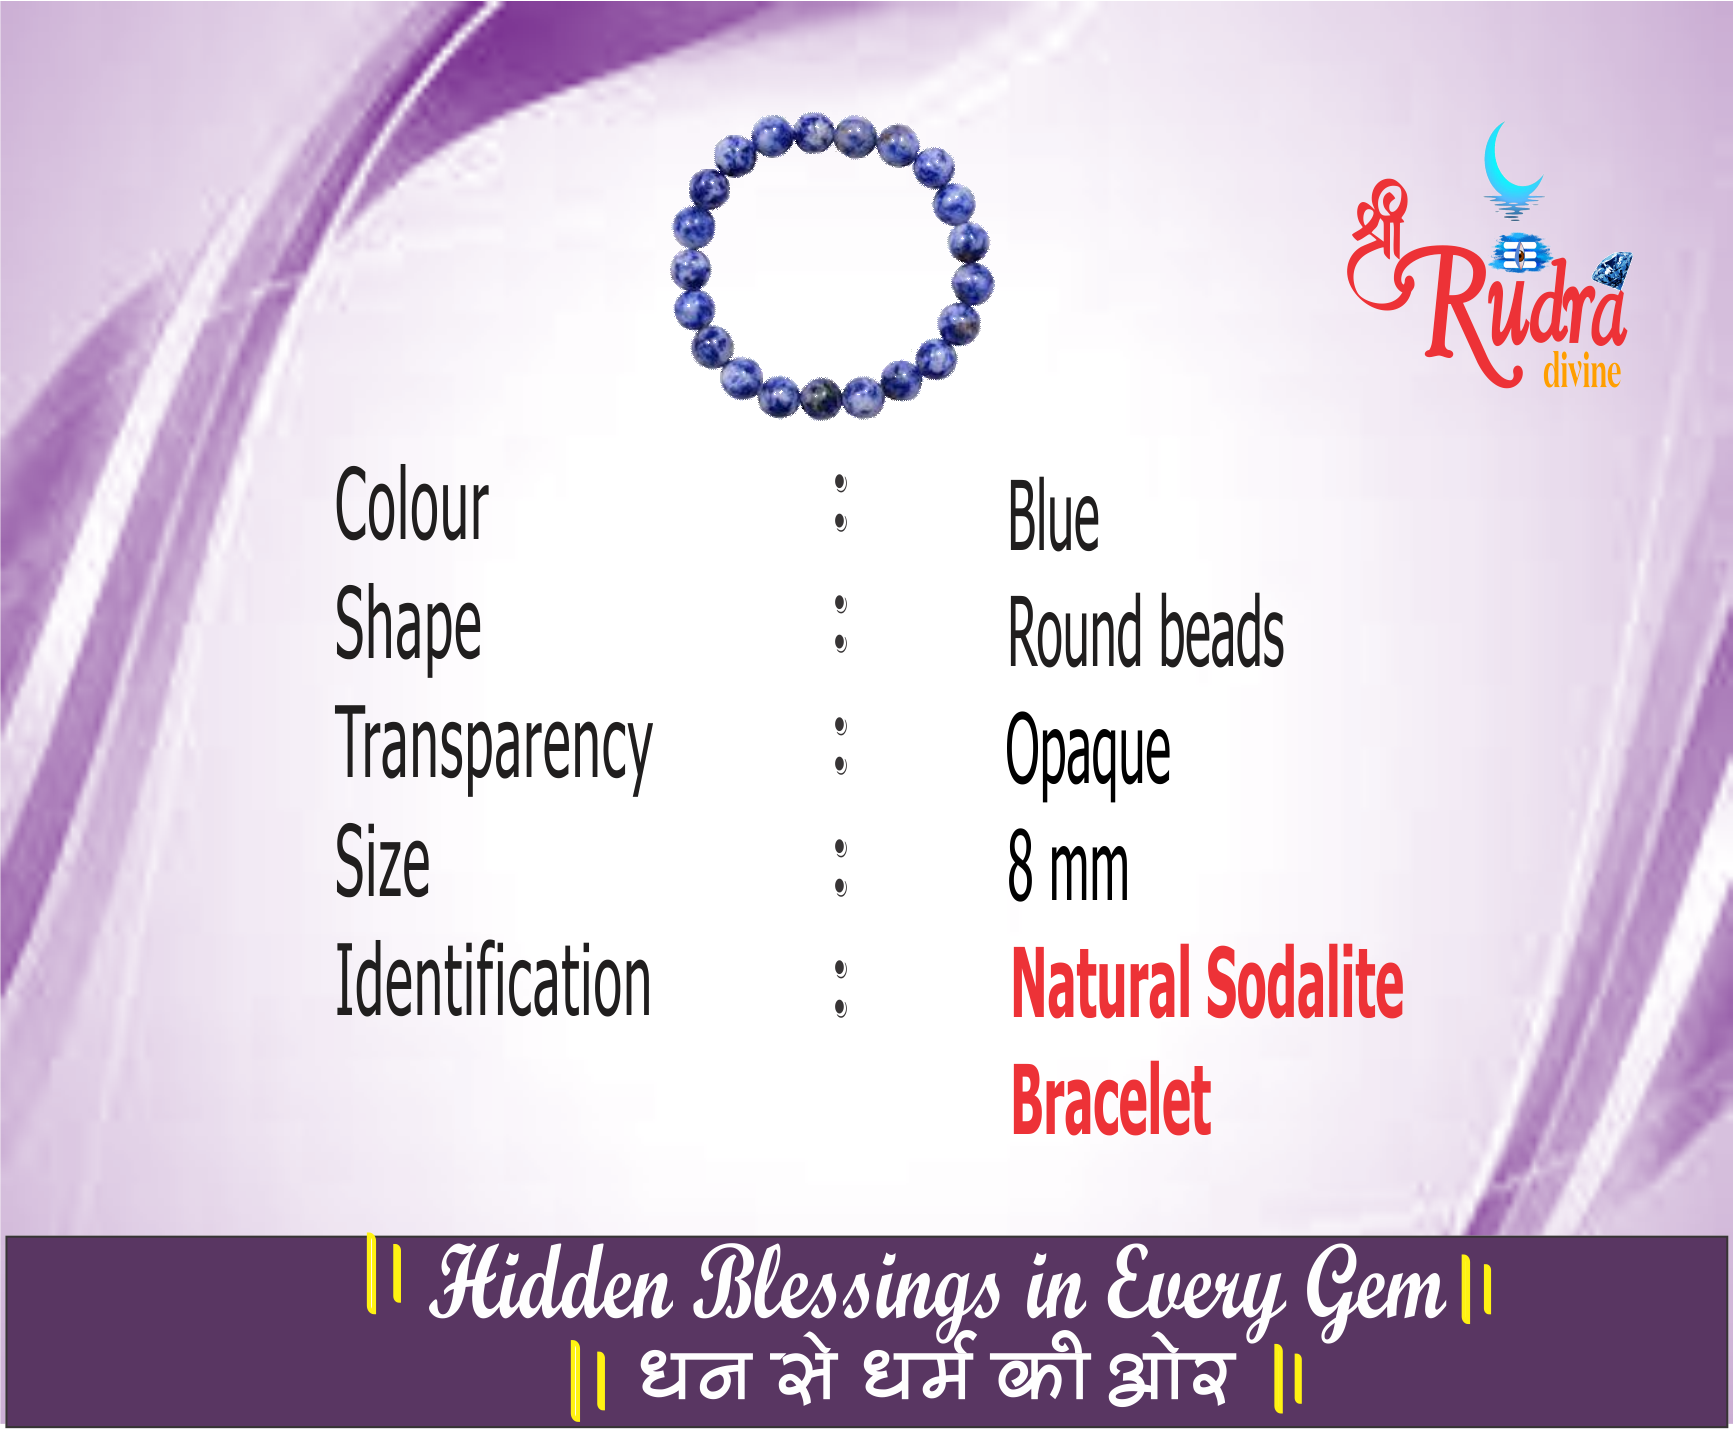 श्री
Rudra
divine
Colour : Blue
Shape : Round beads
Transparency : Opaque
Size : 8 mm
Identification : Natural Sodalite
Bracelet
|| Hidden Blessings in Every Gem ||
|| धन से धर्म की ओर ||